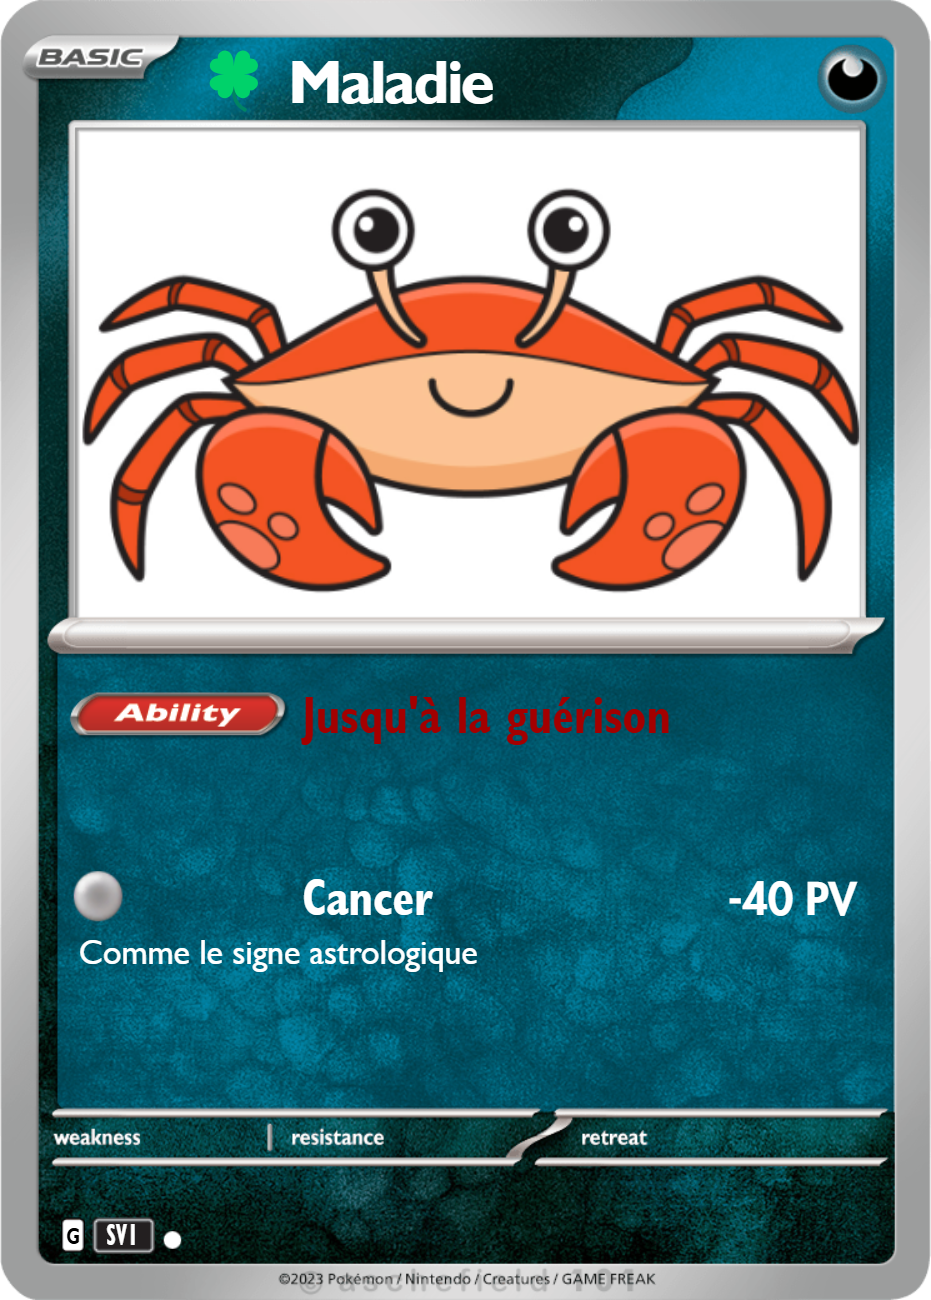 BASIC
Maladie
Ability Jusqu'à la guérison
Cancer -40 PV
Comme le signe astrologique
weakness resistance retreat
G SVI
©2023 Pokémon / Nintendo / Creatures / GAME FREAK